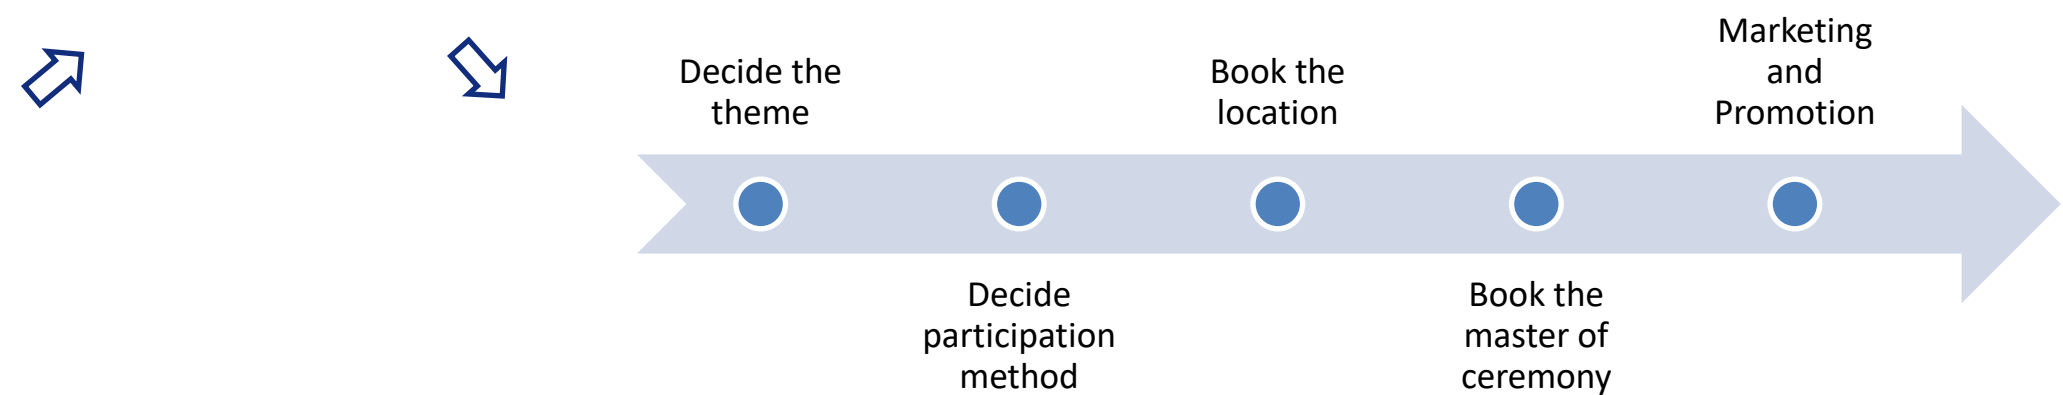 Decide the
theme
Decide
participation
method
Book the
location
Book the
master of
ceremony
Marketing
and
Promotion